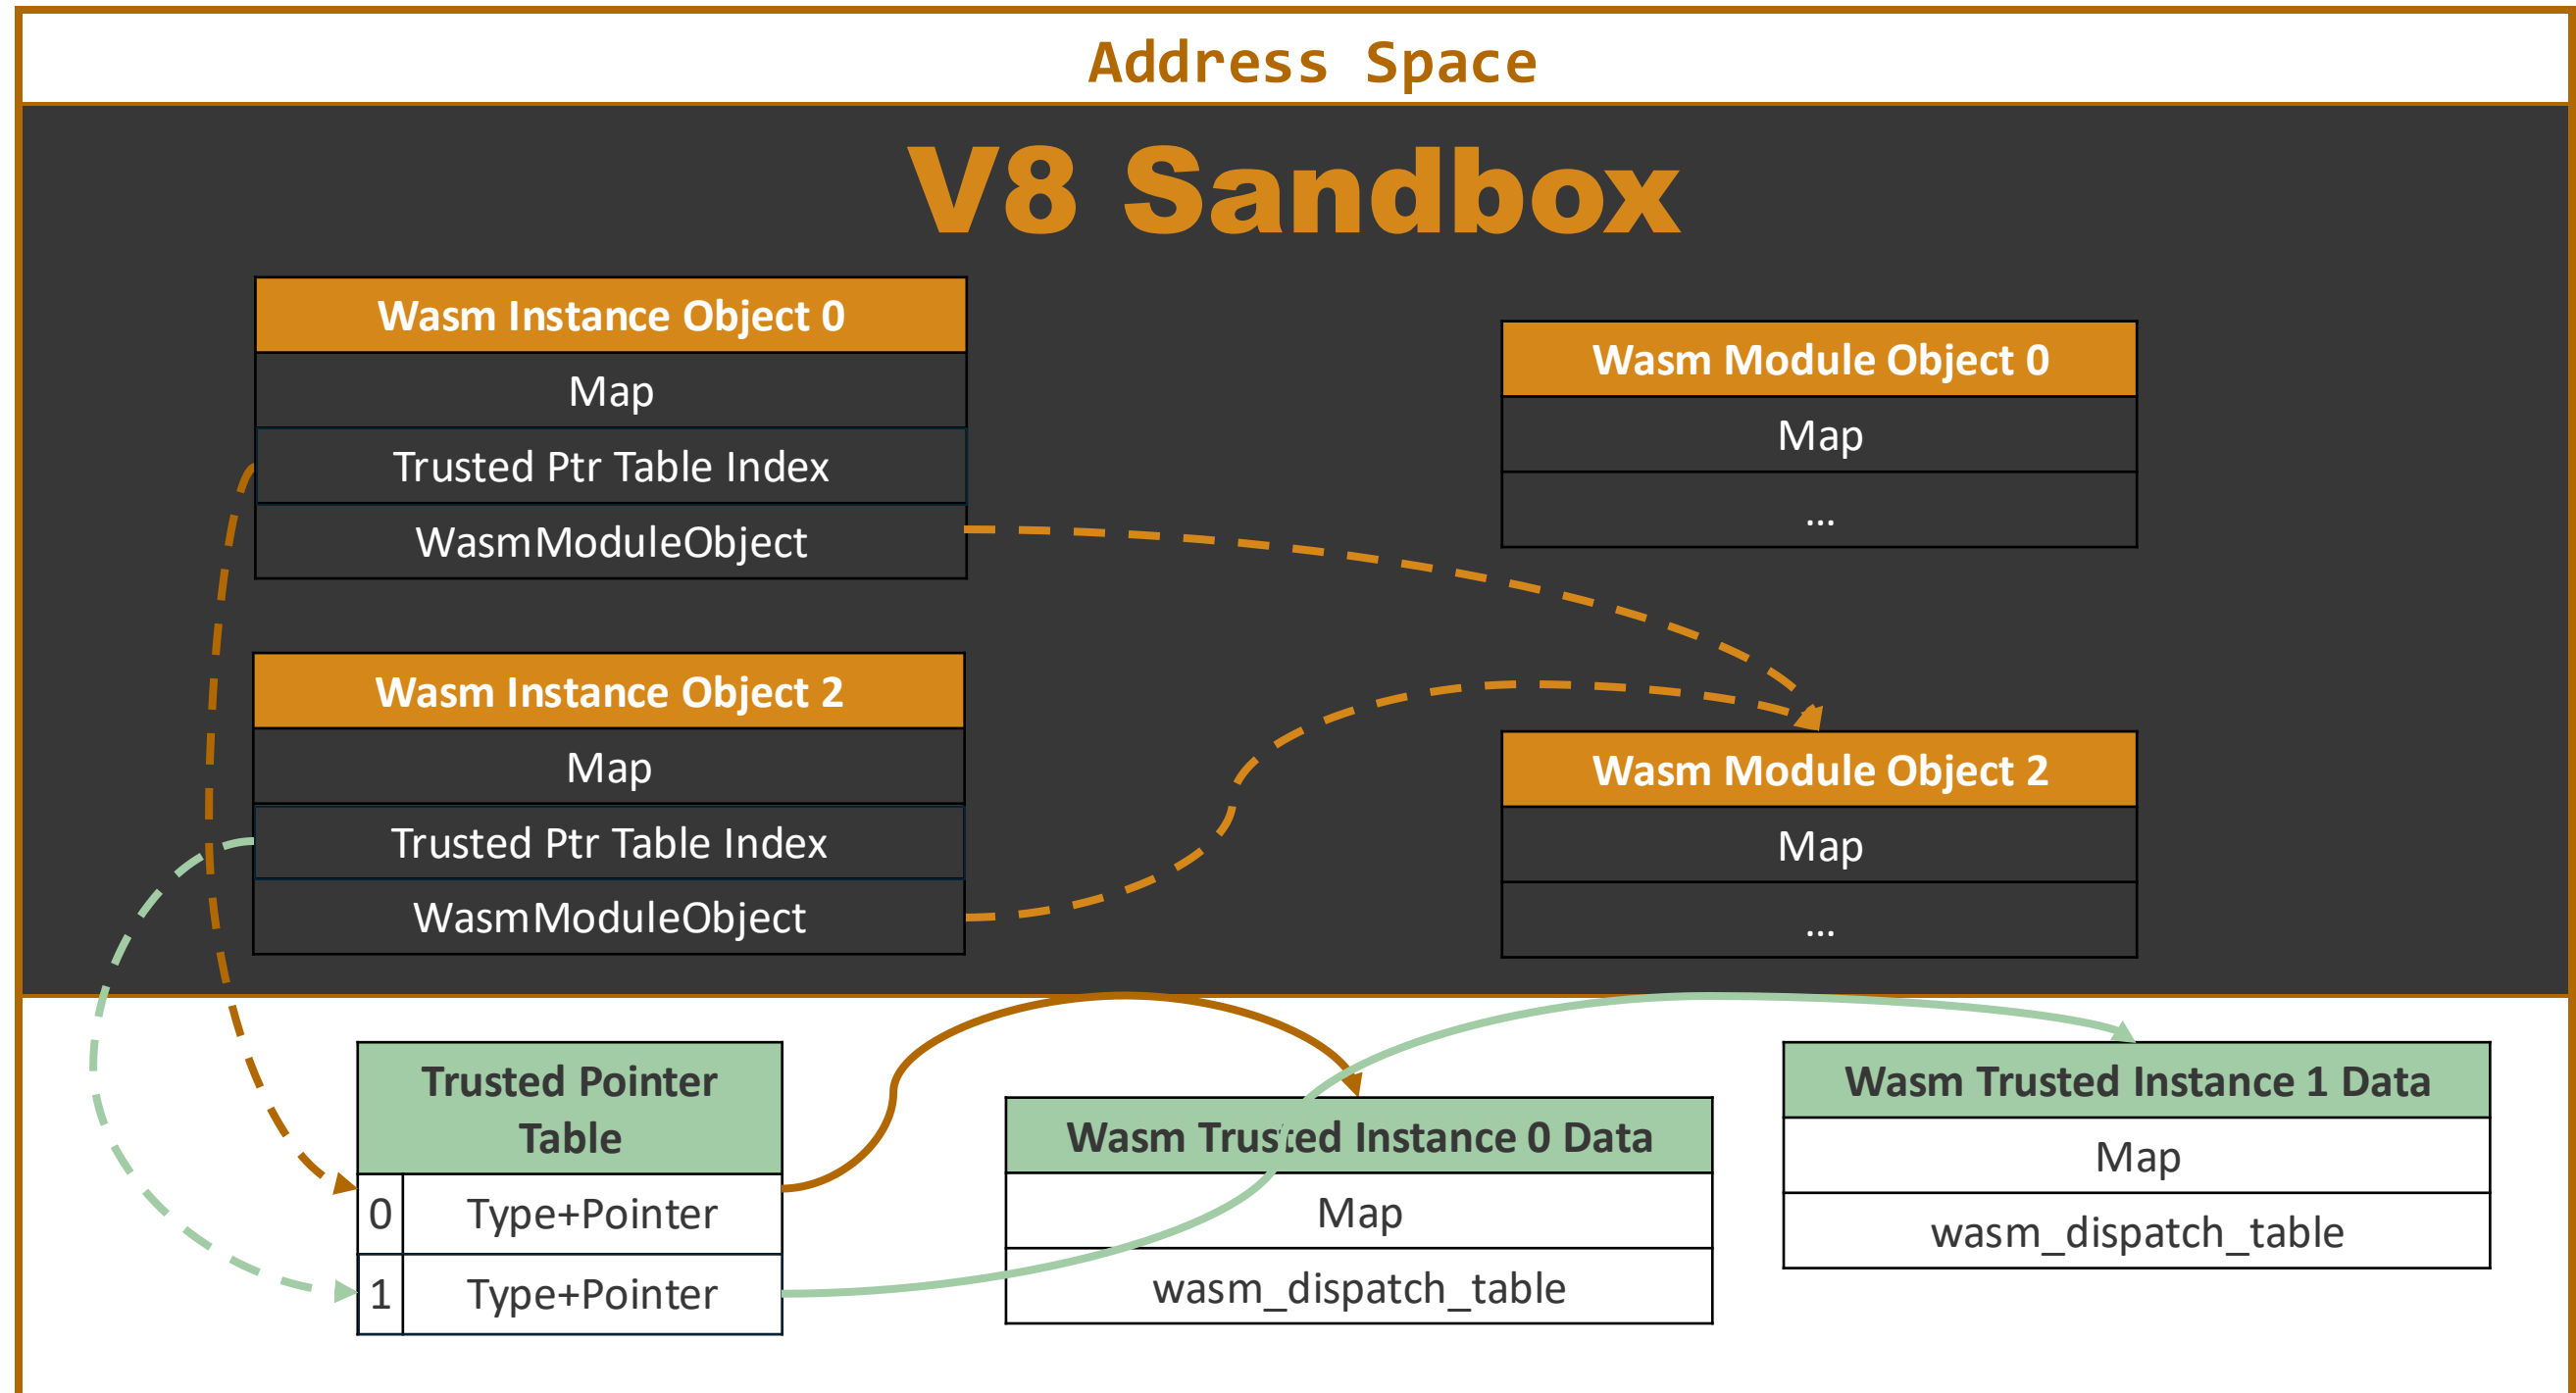 Address Space
V8 Sandbox
Wasm Instance Object 0
Map
Trusted Ptr Table Index
WasmModuleObject
Wasm Module Object 0
Map
...
Wasm Instance Object 2
Map
Trusted Ptr Table Index
WasmModuleObject
Wasm Module Object 2
Map
...
Trusted Pointer
Table
0 Type+Pointer
1 Type+Pointer
Wasm Trusted Instance 0 Data
Map
wasm_dispatch_table
Wasm Trusted Instance 1 Data
Map
wasm_dispatch_table